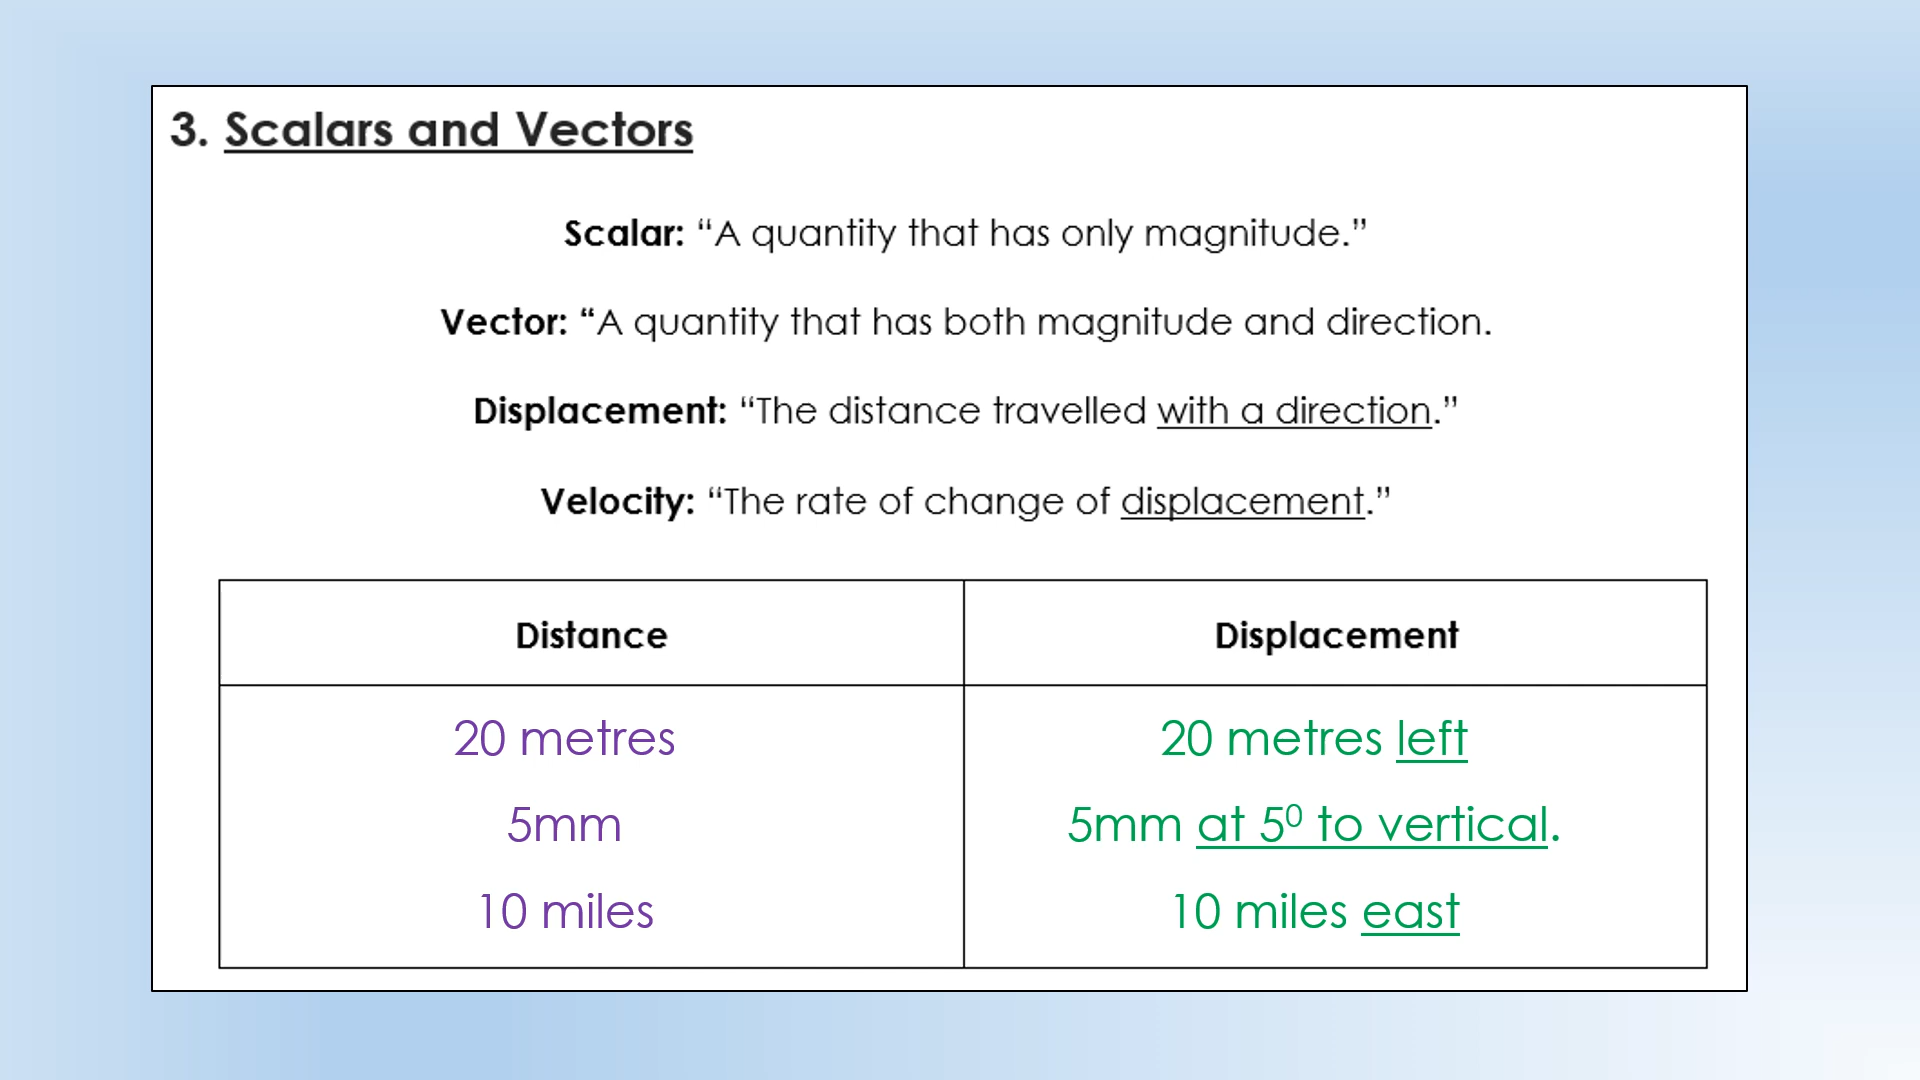 3. Scalars and Vectors
Scalar: “A quantity that has only magnitude.”
Vector: “A quantity that has both magnitude and direction.
Displacement: “The distance travelled with a direction.”
Velocity: “The rate of change of displacement.”
Distance
Displacement
20 metres
20 metres left
5mm
5mm at 5⁰ to vertical.
10 miles
10 miles east